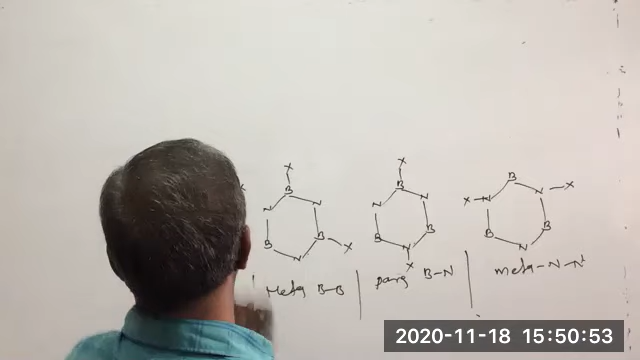 X
B
N N
B B X
N
Meta B-B
X
B
N N
B B
N
X
para B-N
B
X-N N-X
B B
N
meta-N-N
2020-11-18 15:50:53